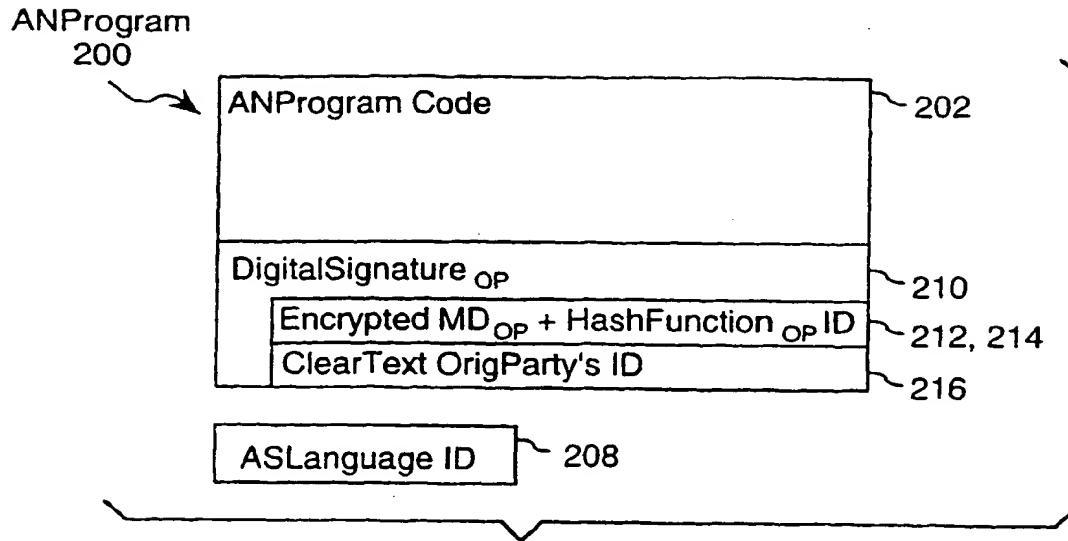 ANProgram
200
ANProgram Code
202
DigitalSignature OP
210
Encrypted MD OP + HashFunction OP ID
212, 214
ClearText OrigParty's ID
216
ASLanguage ID
208